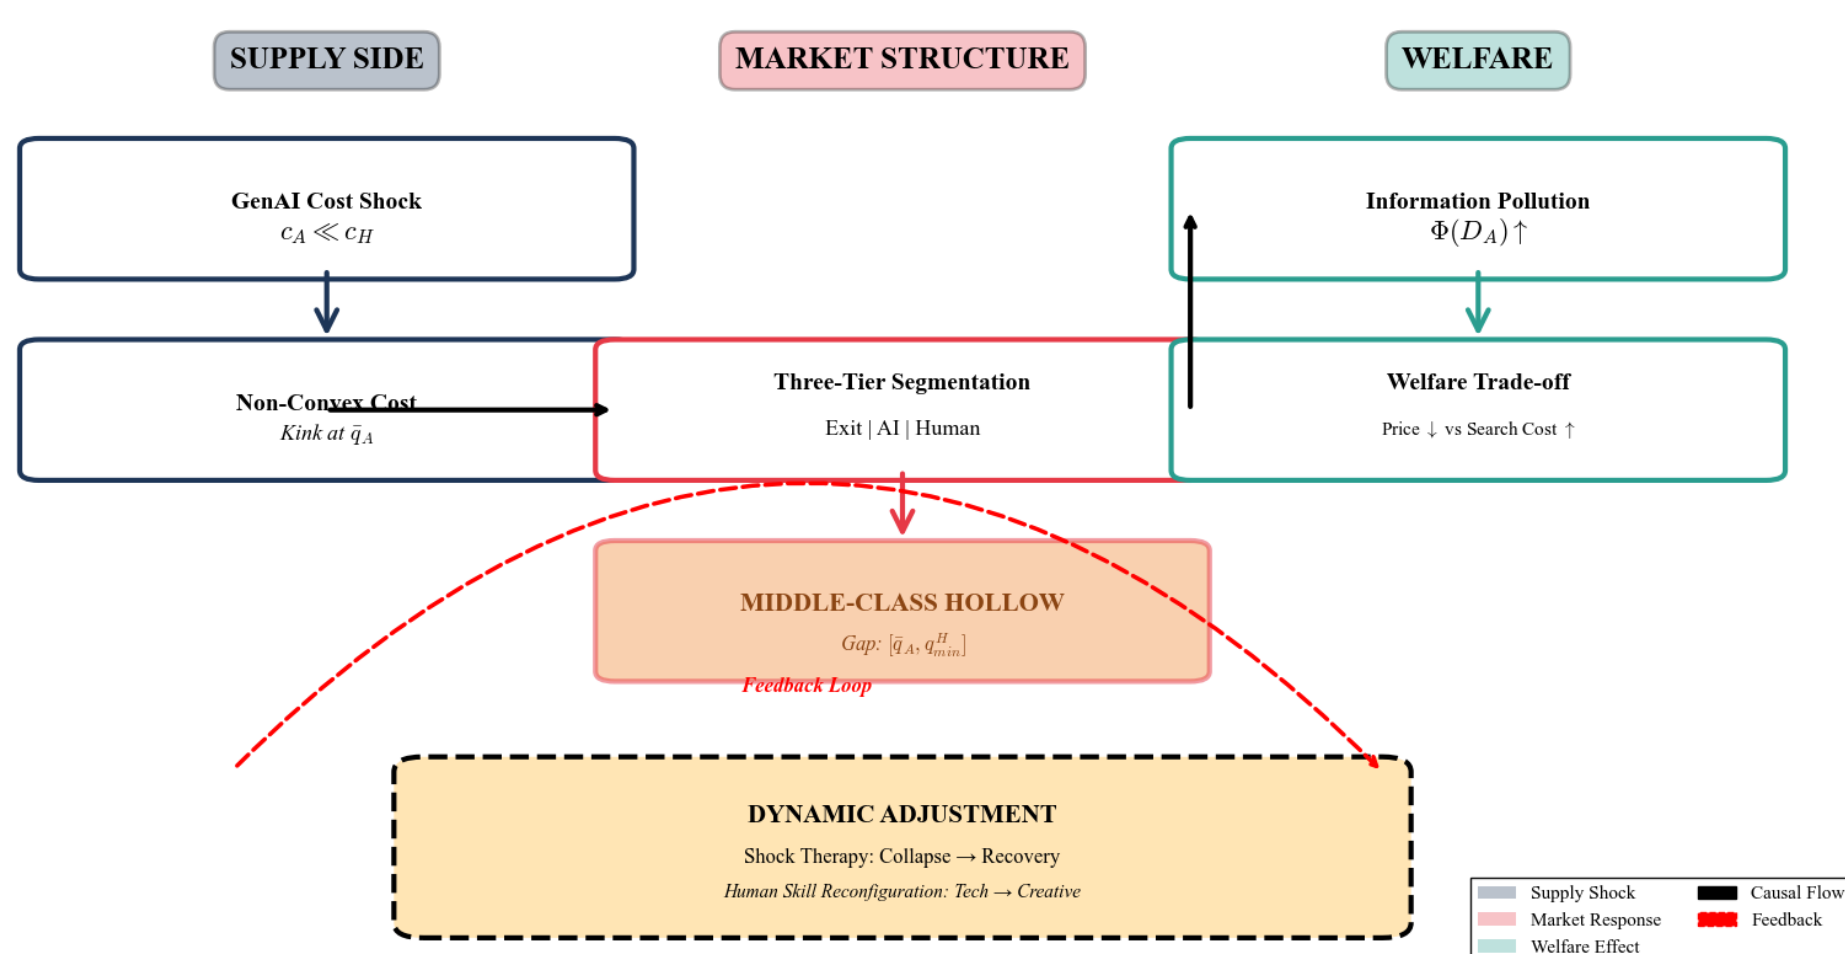 SUPPLY SIDE
MARKET STRUCTURE
WELFARE
GenAI Cost Shock
c_A ≪ c_H
Information Pollution
Φ(D_A)↑
Non-Convex Cost
Kink at q̄_A
Three-Tier Segmentation
Exit | AI | Human
Welfare Trade-off
Price ↓ vs Search Cost ↑
MIDDLE-CLASS HOLLOW
Gap: [q̄_A, q^H_min]
Feedback Loop
DYNAMIC ADJUSTMENT
Shock Therapy: Collapse → Recovery
Human Skill Reconfiguration: Tech → Creative
Supply Shock
Market Response
Welfare Effect
Causal Flow
Feedback